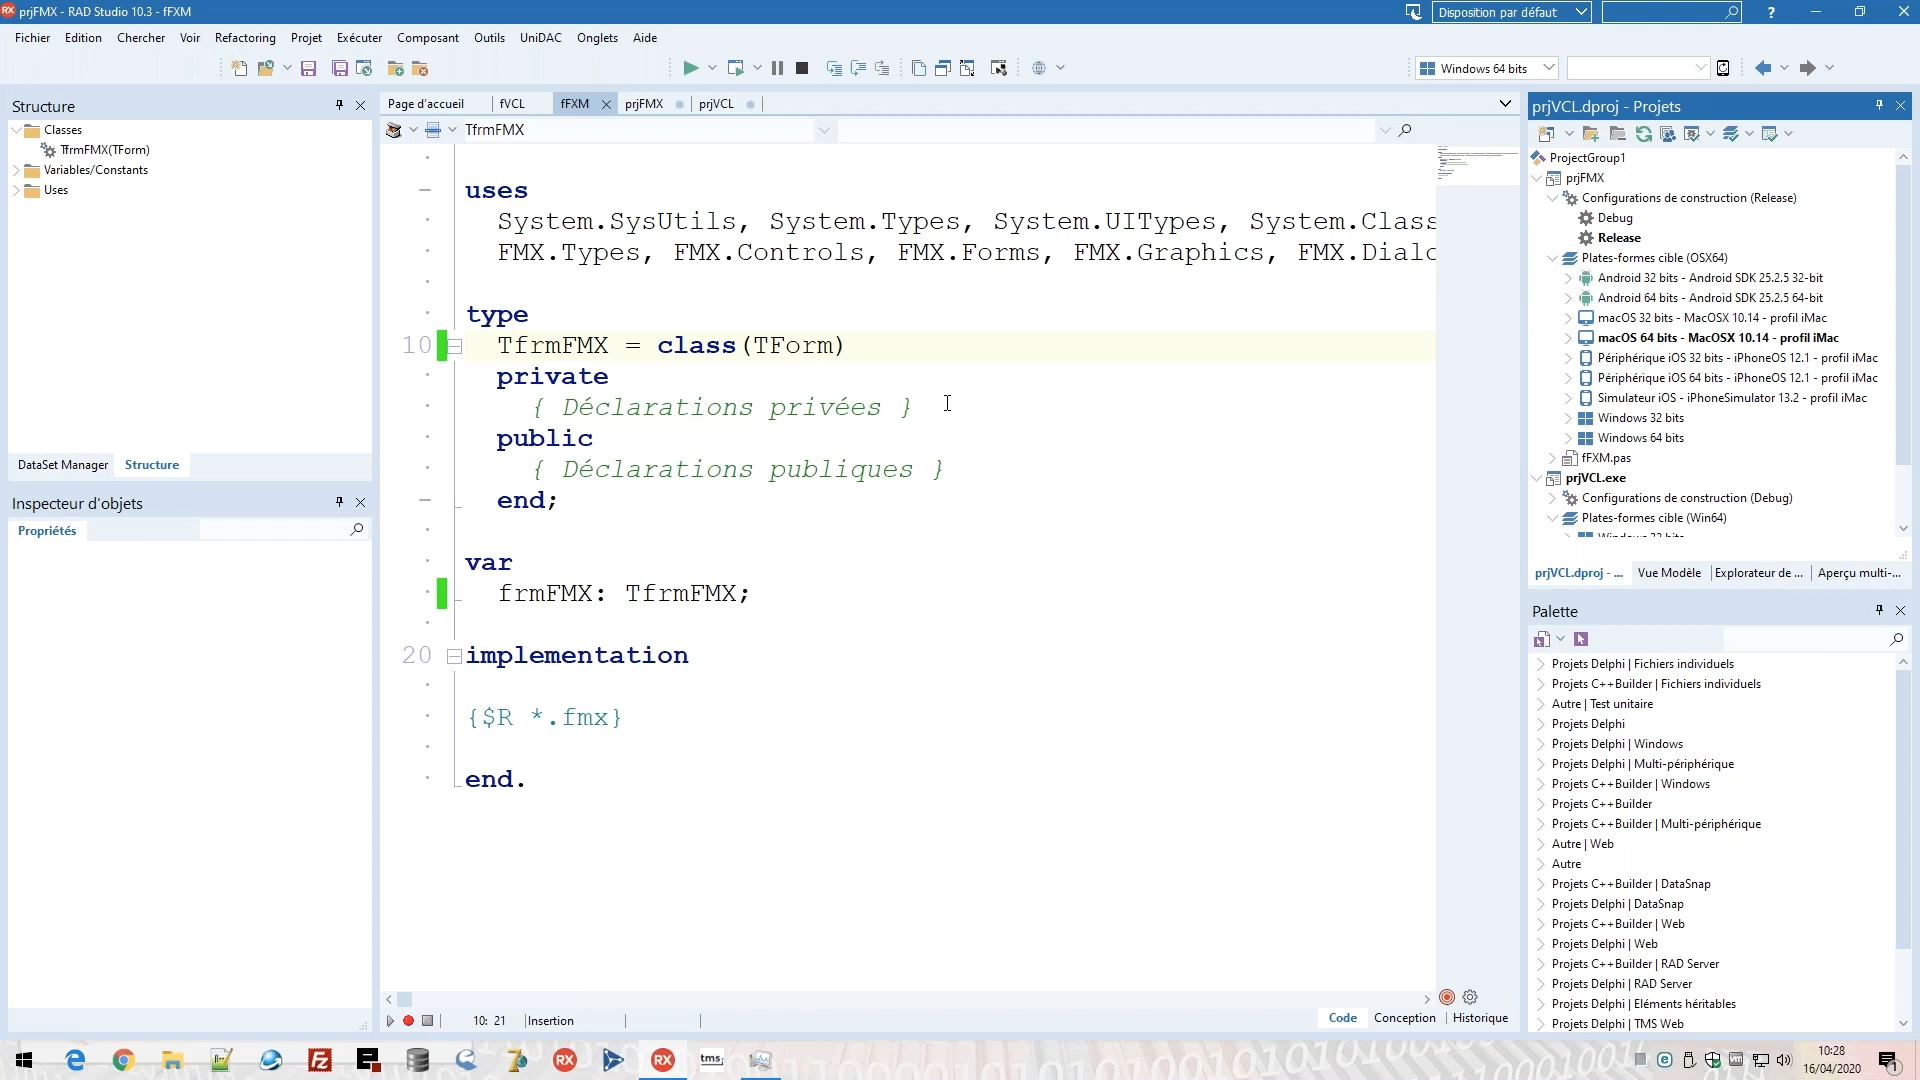 prjFMX - RAD Studio 10.3 - fFXM
Disposition par défaut
?
Fichier Edition Chercher Voir Refactoring Projet Exécuter Composant Outils UniDAC Onglets Aide
Windows 64 bits
Structure
Classes
TfrmFMX(TForm)
Variables/Constants
Uses
DataSet Manager Structure
Inspecteur d'objets
Propriétés
Page d'accueil fVCL fFXM prjFMX prjVCL
TfrmFMX
uses
System.SysUtils, System.Types, System.UITypes, System.Class
FMX.Types, FMX.Controls, FMX.Forms, FMX.Graphics, FMX.Dialo
type
10 TfrmFMX = class(TForm)
private
{ Déclarations privées }
public
{ Déclarations publiques }
end;
var
frmFMX: TfrmFMX;
20 implementation
{$R *.fmx}
end.
10: 21 Insertion
Code Conception Historique
prjVCL.dproj - Projets
ProjectGroup1
prjFMX
Configurations de construction (Release)
Debug
Release
Plates-formes cible (OSX64)
Android 32 bits - Android SDK 25.2.5 32-bit
Android 64 bits - Android SDK 25.2.5 64-bit
macOS 32 bits - MacOSX 10.14 - profil iMac
macOS 64 bits - MacOSX 10.14 - profil iMac
Périphérique iOS 32 bits - iPhoneOS 12.1 - profil iMac
Périphérique iOS 64 bits - iPhoneOS 12.1 - profil iMac
Simulateur iOS - iPhoneSimulator 13.2 - profil iMac
Windows 32 bits
Windows 64 bits
fFXM.pas
prjVCL.exe
Configurations de construction (Debug)
Plates-formes cible (Win64)
Windows 32 bits
prjVCL.dproj - ... Vue Modèle Explorateur de ... Aperçu multi-...
Palette
Projets Delphi | Fichiers individuels
Projets C++Builder | Fichiers individuels
Autre | Test unitaire
Projets Delphi
Projets Delphi | Windows
Projets Delphi | Multi-périphérique
Projets C++Builder | Windows
Projets C++Builder
Projets C++Builder | Multi-périphérique
Autre | Web
Autre
Projets C++Builder | DataSnap
Projets Delphi | DataSnap
Projets C++Builder | Web
Projets Delphi | Web
Projets C++Builder | RAD Server
Projets Delphi | RAD Server
Projets Delphi | Eléments héritables
Projets Delphi | TMS Web
RX RX tms
10:28
16/04/2020